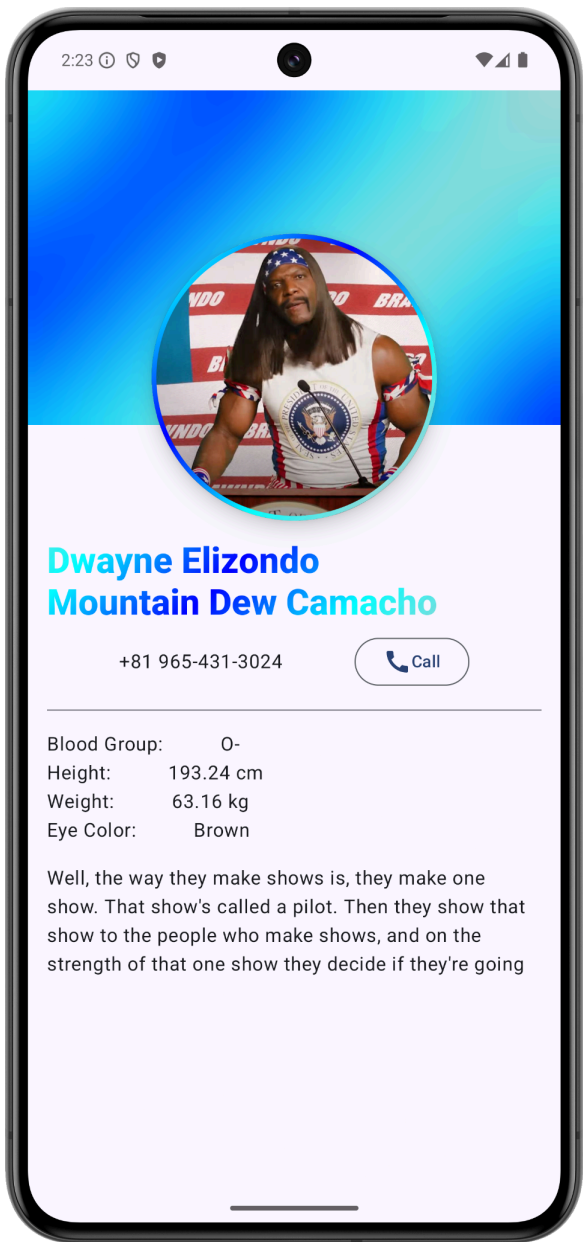 2:23
NDO
NDO
BRA
Dwayne Elizondo
Mountain Dew Camacho
+81 965-431-3024
Call
Blood Group: O-
Height: 193.24 cm
Weight: 63.16 kg
Eye Color: Brown
Well, the way they make shows is, they make one
show. That show's called a pilot. Then they show that
show to the people who make shows, and on the
strength of that one show they decide if they're going